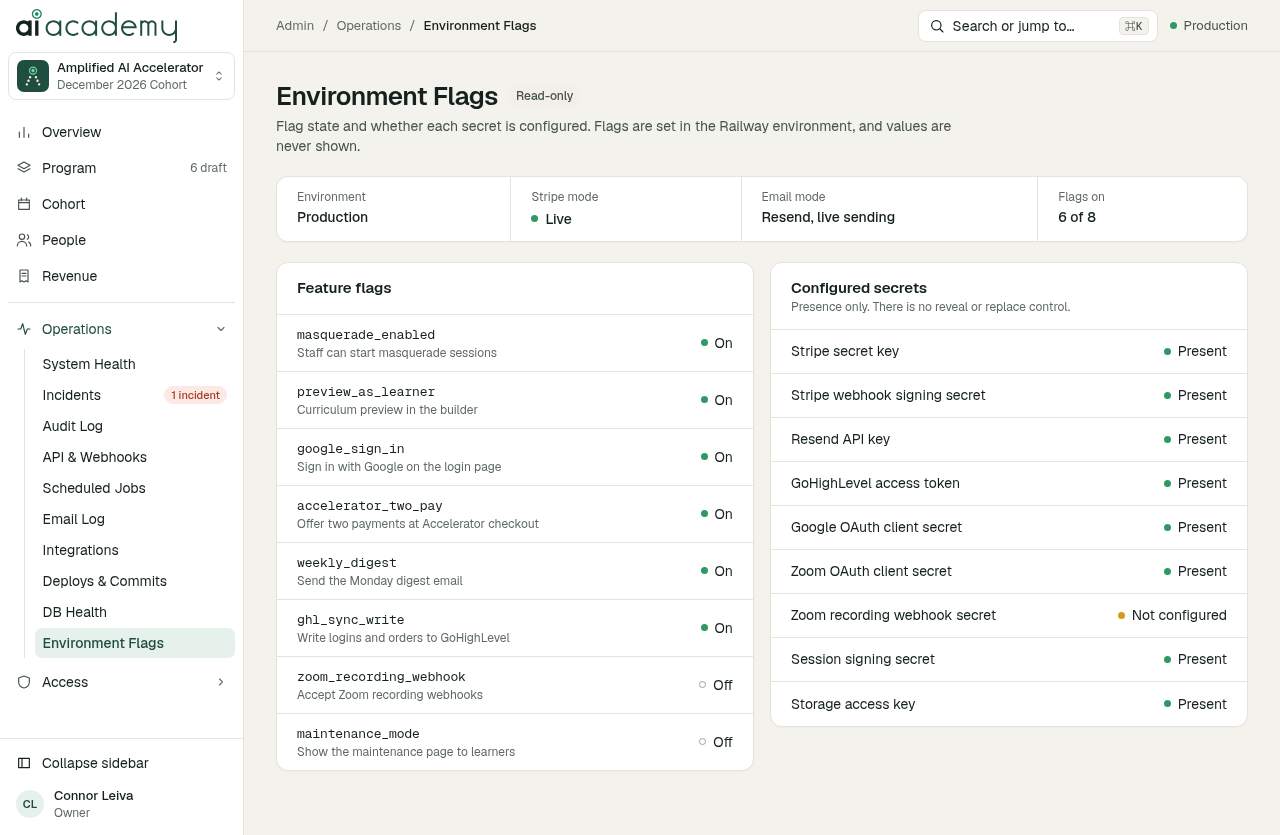 ai academy
Amplified AI Accelerator
December 2026 Cohort
Overview
Program 6 draft
Cohort
People
Revenue
Operations
System Health
Incidents 1 incident
Audit Log
API & Webhooks
Scheduled Jobs
Email Log
Integrations
Deploys & Commits
DB Health
Environment Flags
Access
Collapse sidebar
CL
Connor Leiva
Owner
Admin / Operations / Environment Flags
Search or jump to… ⌘K
Production
Environment Flags Read-only
Flag state and whether each secret is configured. Flags are set in the Railway environment, and values are
never shown.
Environment
Production
Stripe mode
Live
Email mode
Resend, live sending
Flags on
6 of 8
Feature flags
masquerade_enabled
Staff can start masquerade sessions
On
preview_as_learner
Curriculum preview in the builder
On
google_sign_in
Sign in with Google on the login page
On
accelerator_two_pay
Offer two payments at Accelerator checkout
On
weekly_digest
Send the Monday digest email
On
ghl_sync_write
Write logins and orders to GoHighLevel
On
zoom_recording_webhook
Accept Zoom recording webhooks
Off
maintenance_mode
Show the maintenance page to learners
Off
Configured secrets
Presence only. There is no reveal or replace control.
Stripe secret key Present
Stripe webhook signing secret Present
Resend API key Present
GoHighLevel access token Present
Google OAuth client secret Present
Zoom OAuth client secret Present
Zoom recording webhook secret Not configured
Session signing secret Present
Storage access key Present